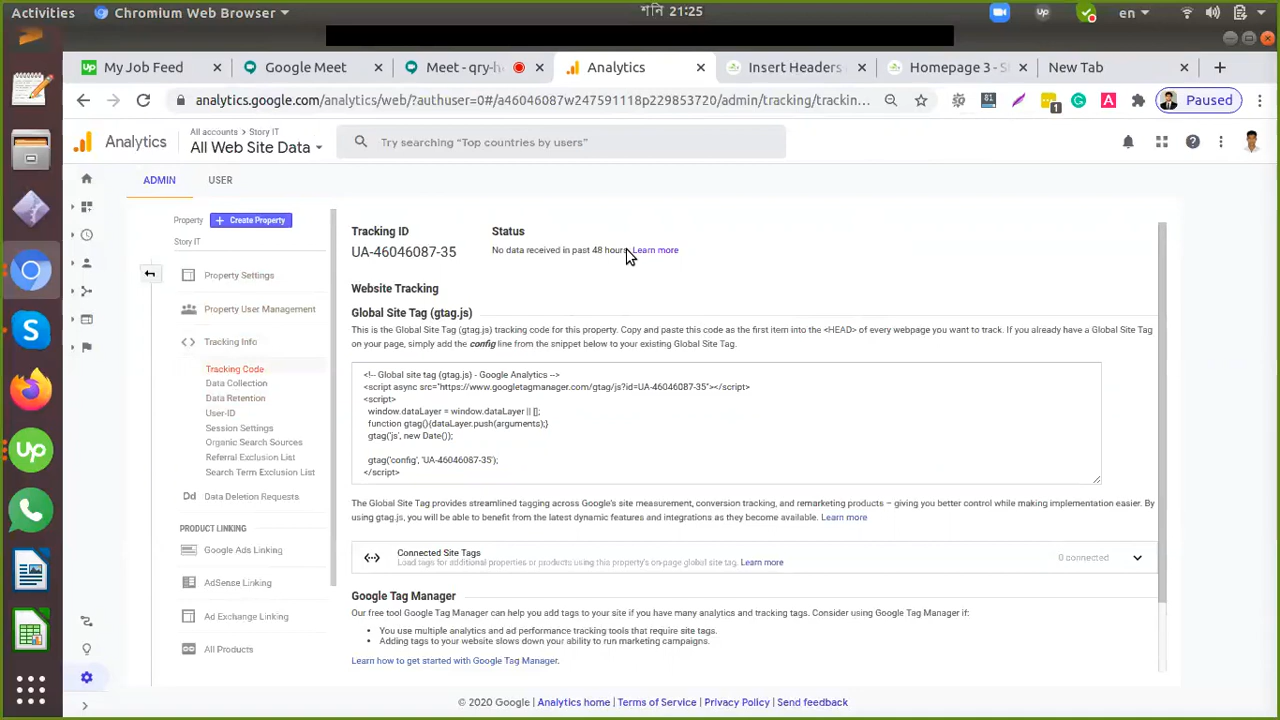 Activities
Chromium Web Browser
শনি 21:25
en
My Job Feed
Google Meet
Meet - qry-h
Analytics
Insert Headers
Homepage 3 - S
New Tab
analytics.google.com/analytics/web/?authuser=0#/a46046087w247591118p229853720/admin/tracking/trackin...
Paused
Analytics
All accounts > Story IT
All Web Site Data
Try searching "Top countries by users"
ADMIN
USER
Property
+ Create Property
Story IT
Property Settings
Property User Management
Tracking Info
Tracking Code
Data Collection
Data Retention
User-ID
Session Settings
Organic Search Sources
Referral Exclusion List
Search Term Exclusion List
Dd Data Deletion Requests
PRODUCT LINKING
Google Ads Linking
AdSense Linking
Ad Exchange Linking
All Products
Tracking ID
UA-46046087-35
Status
No data received in past 48 hours. Learn more
Website Tracking
Global Site Tag (gtag.js)
This is the Global Site Tag (gtag.js) tracking code for this property. Copy and paste this code as the first item into the <HEAD> of every webpage you want to track. If you already have a Global Site Tag
on your page, simply add the config line from the snippet below to your existing Global Site Tag.
<!-- Global site tag (gtag.js) - Google Analytics -->
<script async src="https://www.googletagmanager.com/gtag/js?id=UA-46046087-35"></script>
<script>
window.dataLayer = window.dataLayer || [];
function gtag(){dataLayer.push(arguments);}
gtag('js', new Date());
gtag('config', 'UA-46046087-35');
</script>
The Global Site Tag provides streamlined tagging across Google's site measurement, conversion tracking, and remarketing products – giving you better control while making implementation easier. By
using gtag.js, you will be able to benefit from the latest dynamic features and integrations as they become available. Learn more
Connected Site Tags
Load tags for additional properties or products using this property's on-page global site tag. Learn more
0 connected
Google Tag Manager
Our free tool Google Tag Manager can help you add tags to your site if you have many analytics and tracking tags. Consider using Google Tag Manager if:
• You use multiple analytics and ad performance tracking tools that require site tags.
• Adding tags to your website slows down your ability to run marketing campaigns.
Learn how to get started with Google Tag Manager.
© 2020 Google | Analytics home | Terms of Service | Privacy Policy | Send feedback